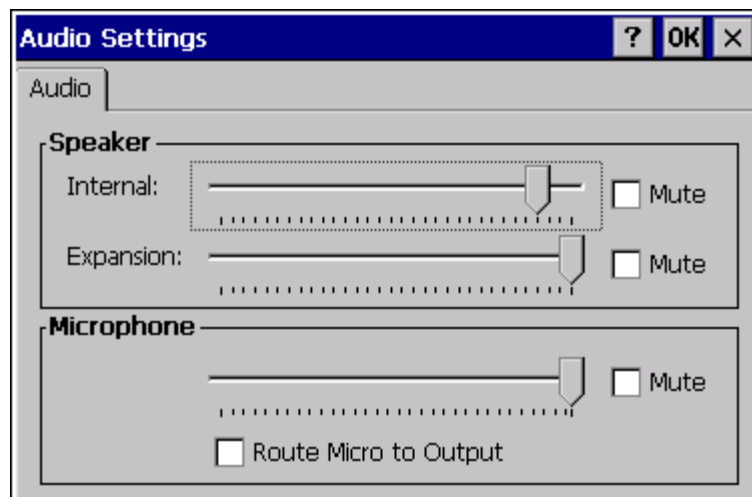 Audio Settings ? OK ×
Audio
Speaker
Internal: Mute
Expansion: Mute
Microphone
Mute
Route Micro to Output